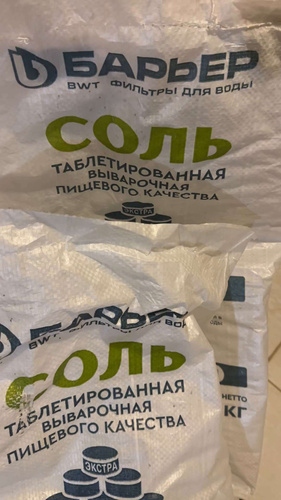 БАРЬЕР
BWT ФИЛЬТРЫ ДЛЯ ВОДЫ
СОЛЬ
ТАБЛЕТИРОВАННАЯ
ВЫВАРОЧНАЯ
ПИЩЕВОГО КАЧЕСТВА
ЭКСТРА
БАРЬЕР
BWT ФИЛЬТРЫ ДЛЯ ВОДЫ
СОЛЬ
ТАБЛЕТИРОВАННАЯ
ВЫВАРОЧНАЯ
ПИЩЕВОГО КАЧЕСТВА
ЭКСТРА
НЕТТО
КГ